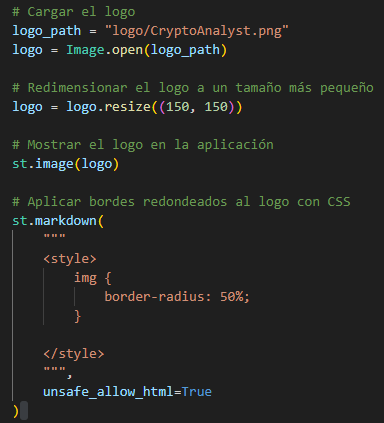 # Cargar el logo
logo_path = "logo/CryptoAnalyst.png"
logo = Image.open(logo_path)

# Redimensionar el logo a un tamaño más pequeño
logo = logo.resize((150, 150))

# Mostrar el logo en la aplicación
st.image(logo)

# Aplicar bordes redondeados al logo con CSS
st.markdown(
    """
    <style>
        img {
            border-radius: 50%;
        }

    </style>
    """,
    unsafe_allow_html=True
)